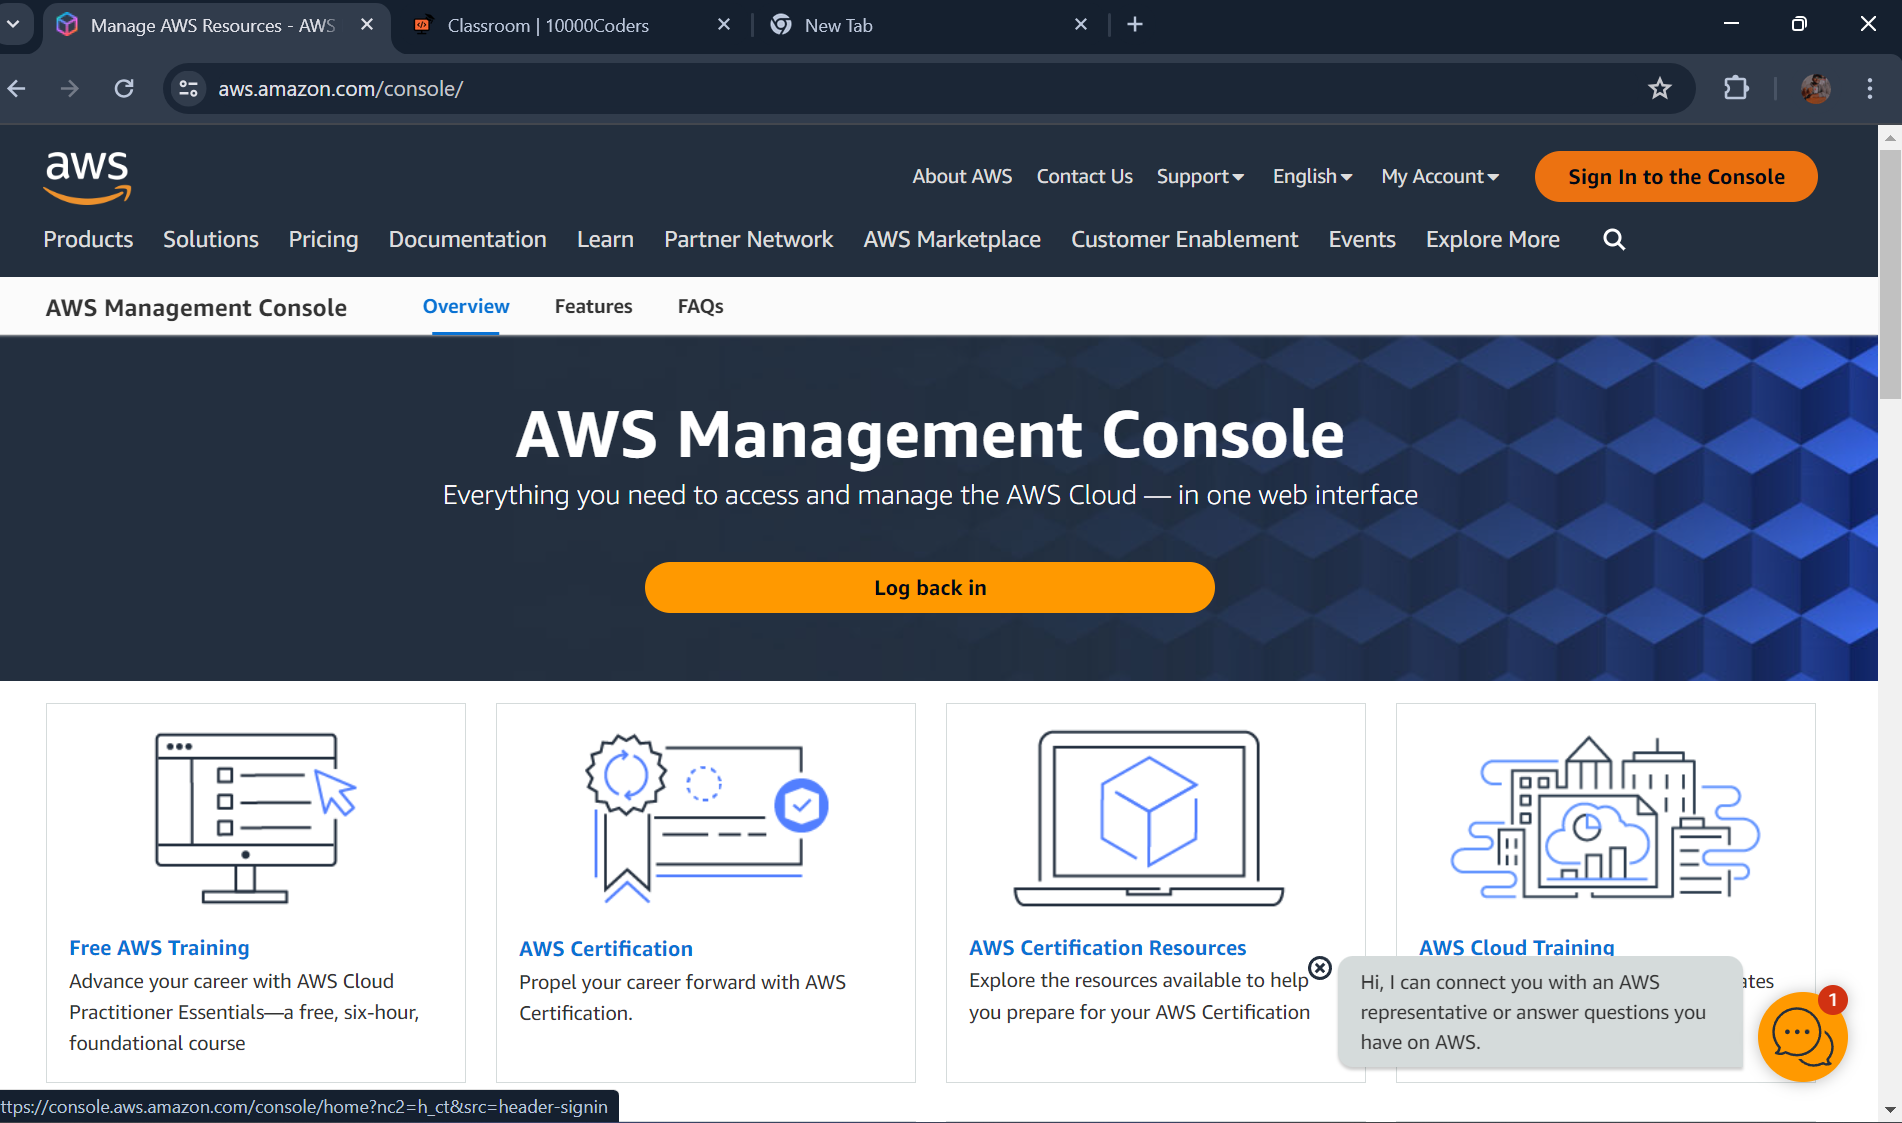 Manage AWS Resources - AWS
Classroom | 10000Coders
New Tab
aws.amazon.com/console/
aws
About AWS
Contact Us
Support
English
My Account
Sign In to the Console
Products
Solutions
Pricing
Documentation
Learn
Partner Network
AWS Marketplace
Customer Enablement
Events
Explore More
AWS Management Console
Overview
Features
FAQs
AWS Management Console
Everything you need to access and manage the AWS Cloud — in one web interface
Log back in
Free AWS Training
Advance your career with AWS Cloud
Practitioner Essentials—a free, six-hour,
foundational course
AWS Certification
Propel your career forward with AWS
Certification.
AWS Certification Resources
Explore the resources available to help
you prepare for your AWS Certification
AWS Cloud Training
Hi, I can connect you with an AWS
representative or answer questions you
have on AWS.
1
ttps://console.aws.amazon.com/console/home?nc2=h_ct&src=header-signin